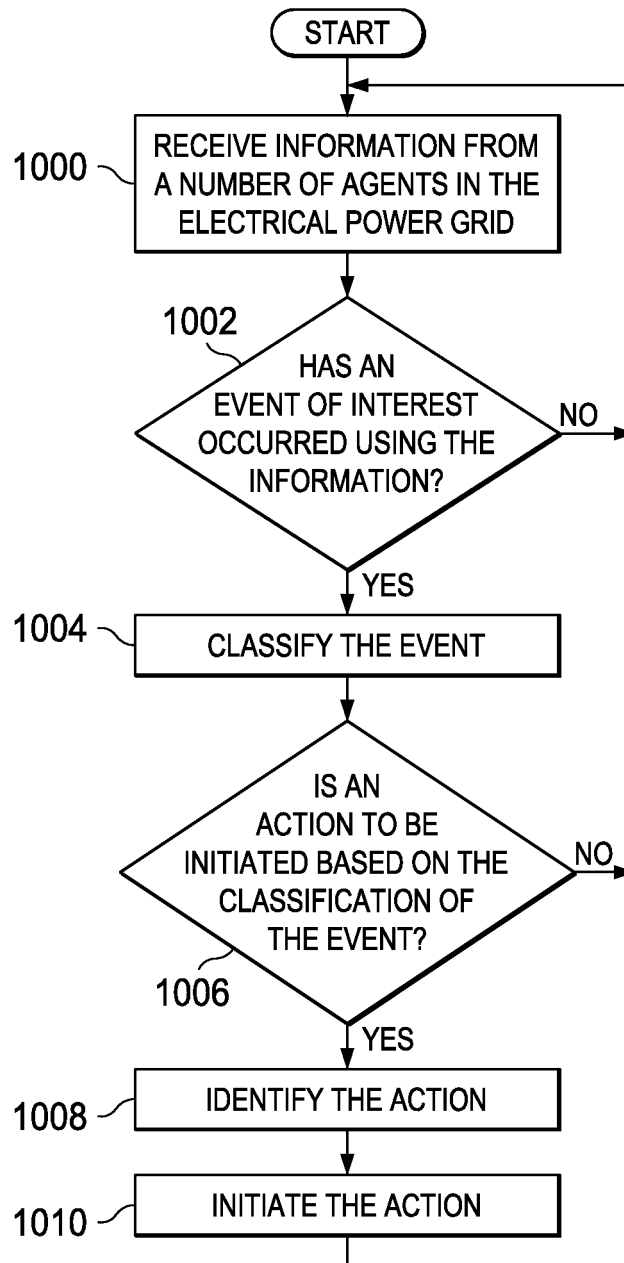 START
1000
RECEIVE INFORMATION FROM
A NUMBER OF AGENTS IN THE
ELECTRICAL POWER GRID
1002
HAS AN
EVENT OF INTEREST
OCCURRED USING THE
INFORMATION?
NO
YES
1004
CLASSIFY THE EVENT
IS AN
ACTION TO BE
INITIATED BASED ON THE
CLASSIFICATION OF
THE EVENT?
NO
1006
YES
1008
IDENTIFY THE ACTION
1010
INITIATE THE ACTION